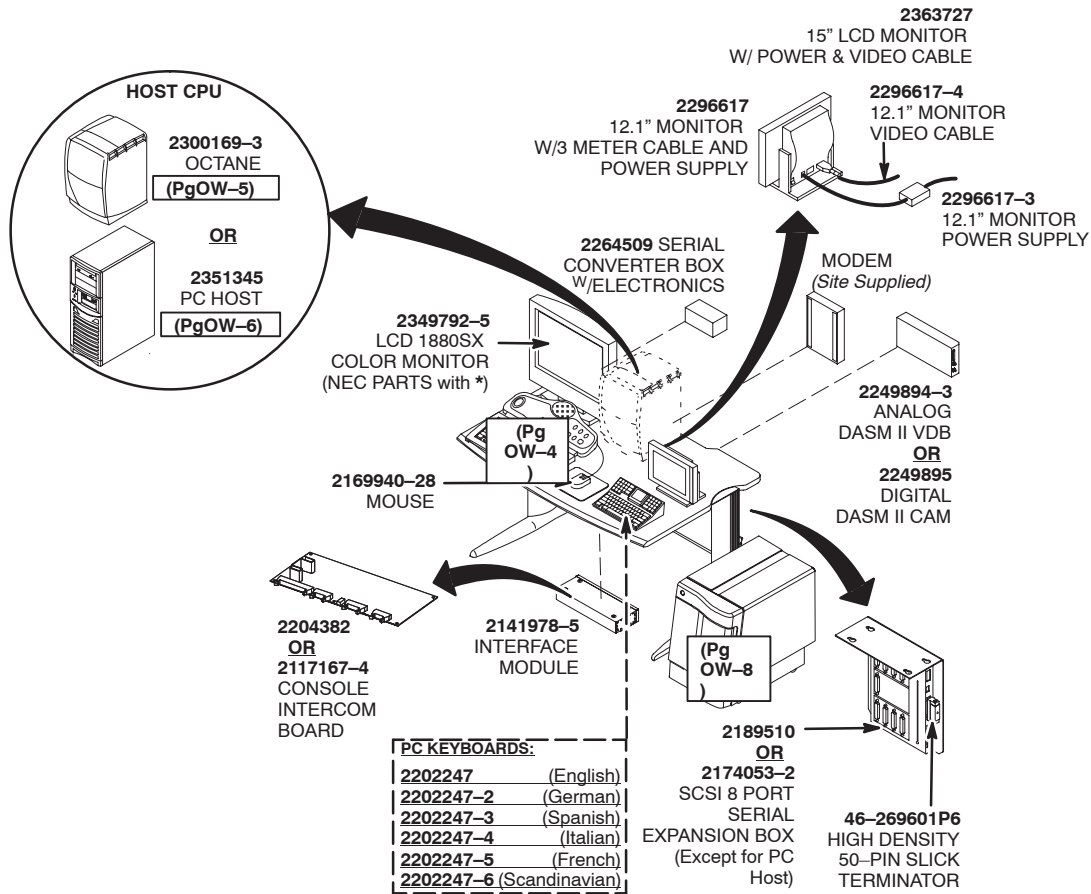 HOST CPU
2300169–3
OCTANE
(PgOW–5)
OR
2351345
PC HOST
(PgOW–6)
2363727
15” LCD MONITOR
W/ POWER & VIDEO CABLE
2296617
12.1” MONITOR
W/3 METER CABLE AND
POWER SUPPLY
2296617–4
12.1” MONITOR
VIDEO CABLE
2296617–3
12.1” MONITOR
POWER SUPPLY
2264509 SERIAL
CONVERTER BOX
W/ELECTRONICS
MODEM
(Site Supplied)
2349792–5
LCD 1880SX
COLOR MONITOR
(NEC PARTS with *)
2249894–3
ANALOG
DASM II VDB
OR
2249895
DIGITAL
DASM II CAM
(Pg
OW–4
)
2169940–28
MOUSE
2204382
OR
2117167–4
CONSOLE
INTERCOM
BOARD
2141978–5
INTERFACE
MODULE
(Pg
OW–8
)
2189510
OR
2174053–2
SCSI 8 PORT
SERIAL
EXPANSION BOX
(Except for PC
Host)
46–269601P6
HIGH DENSITY
50–PIN SLICK
TERMINATOR
PC KEYBOARDS:
2202247 (English)
2202247–2 (German)
2202247–3 (Spanish)
2202247–4 (Italian)
2202247–5 (French)
2202247–6 (Scandinavian)